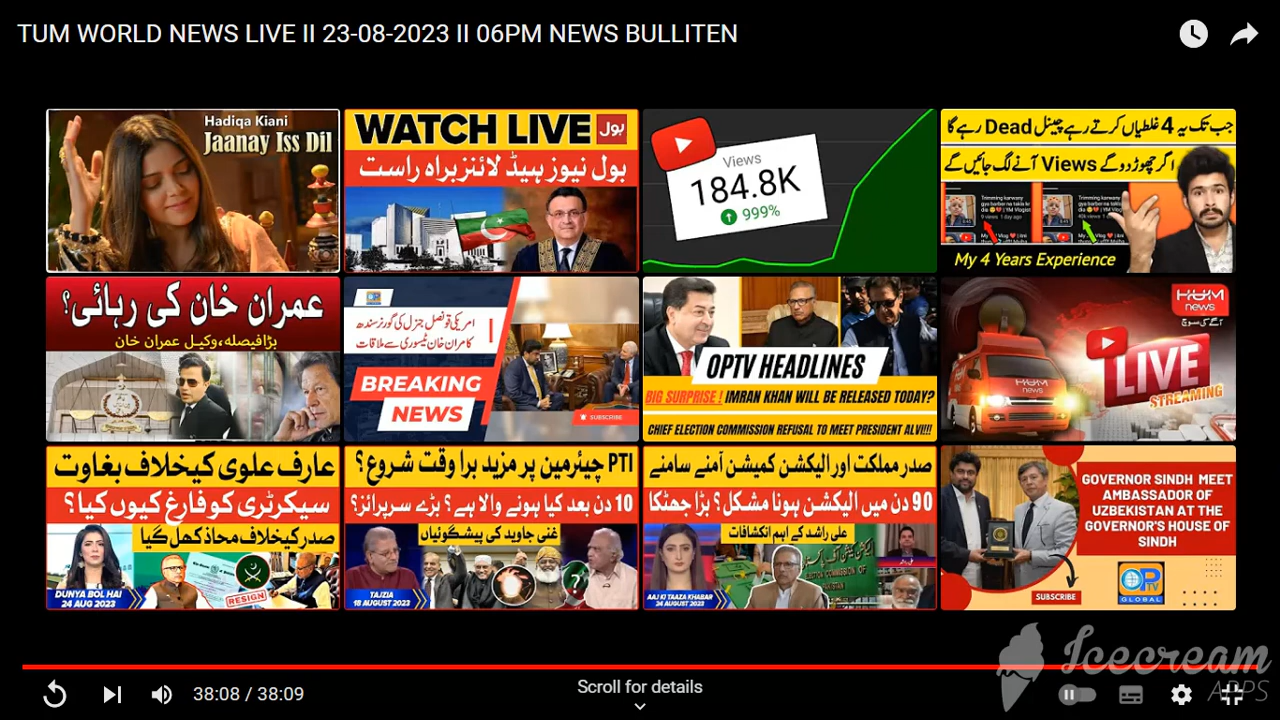 TUM WORLD NEWS LIVE II 23-08-2023 II 06PM NEWS BULLITEN
Hadiqa Kiani
Jaanay Iss Dil
WATCH LIVE
بول
بول نیوز ہیڈ لائنز براہ راست
Views
184.8K
999%
جب تک یہ 4 غلطیاں کرتے رہے چینل Dead رہے گا
اگر چھوڑ دو گے Views آنے لگ جائیں گے
My 4 Years Experience
عمران خان کی رہائی؟
بڑا فیصلہ، وکیل عمران خان
امریکی قونصل جنرل کی گورنر سندھ
کامران خان ٹیسوری سے ملاقات
BREAKING
NEWS
SUBSCRIBE
OPTV HEADLINES
BIG SURPRISE ! IMRAN KHAN WILL BE RELEASED TODAY?
CHIEF ELECTION COMMISSION REFUSAL TO MEET PRESIDENT ALVI!!!
HUM
news
HUM
news
LIVE
STREAMING
عارف علوی کیخلاف بغاوت
سیکرٹری کو فارغ کیوں کیا؟
صدر کیخلاف محاذ کھل گیا
RESIGN
DUNYA BOL HAI
24 AUG 2023
PTI چیئرمین پر مزید برا وقت شروع؟
10 دن بعد کیا ہونے والا ہے؟ بڑے سرپرائز؟
غنی جاوید کی پیشگوئیاں
TAJZIA
18 AUGUST 2023
صدر مملکت اور الیکشن کمیشن آمنے سامنے
90 دن میں الیکشن ہونا مشکل؟ بڑا جھٹکا
علی راشد کے اہم انکشافات
ELECTION COMMISSION OF
PAKISTAN
AAJ KI TAAZA KHABAR
24 AUGUST 2023
GOVERNOR SINDH MEET
AMBASSADOR OF
UZBEKISTAN AT THE
GOVERNOR'S HOUSE OF
SINDH
SUBSCRIBE
OPTV
GLOBAL
38:08 / 38:09
Scroll for details
Icecream
APPS